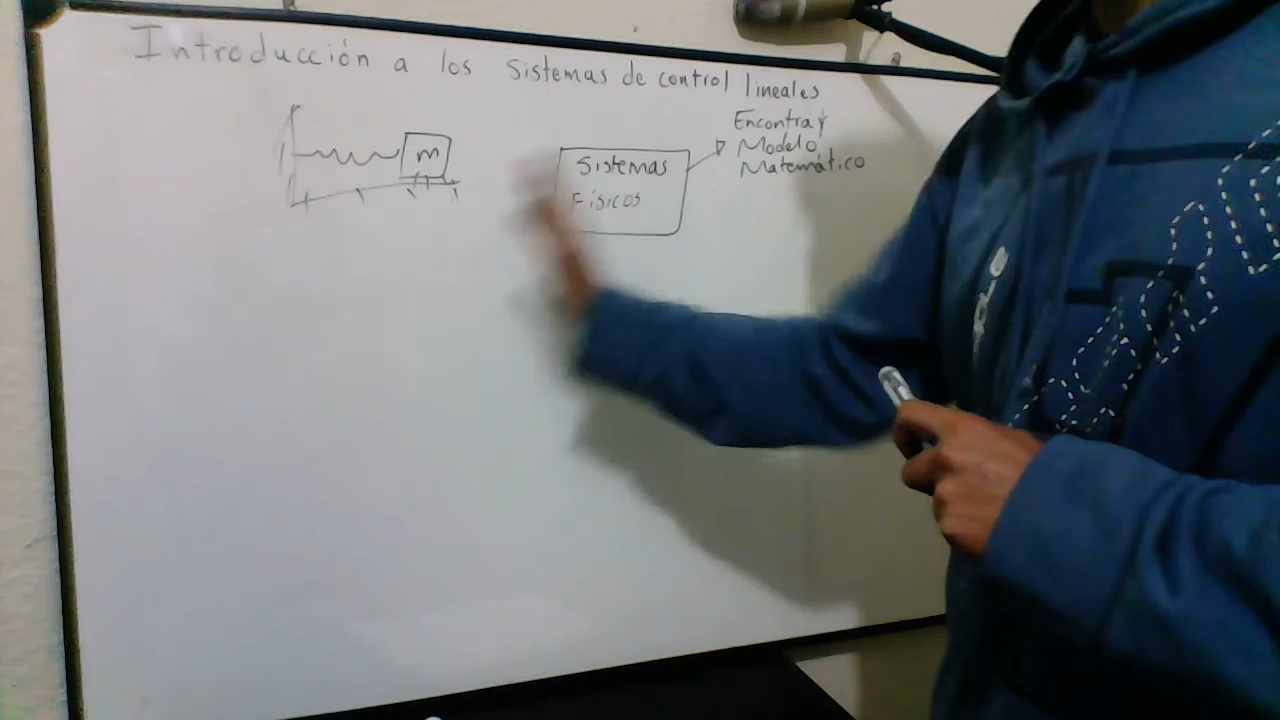 Introducción a los sistemas de control lineales
m
Sistemas
Físicos
Encontrar
Modelo
Matemático